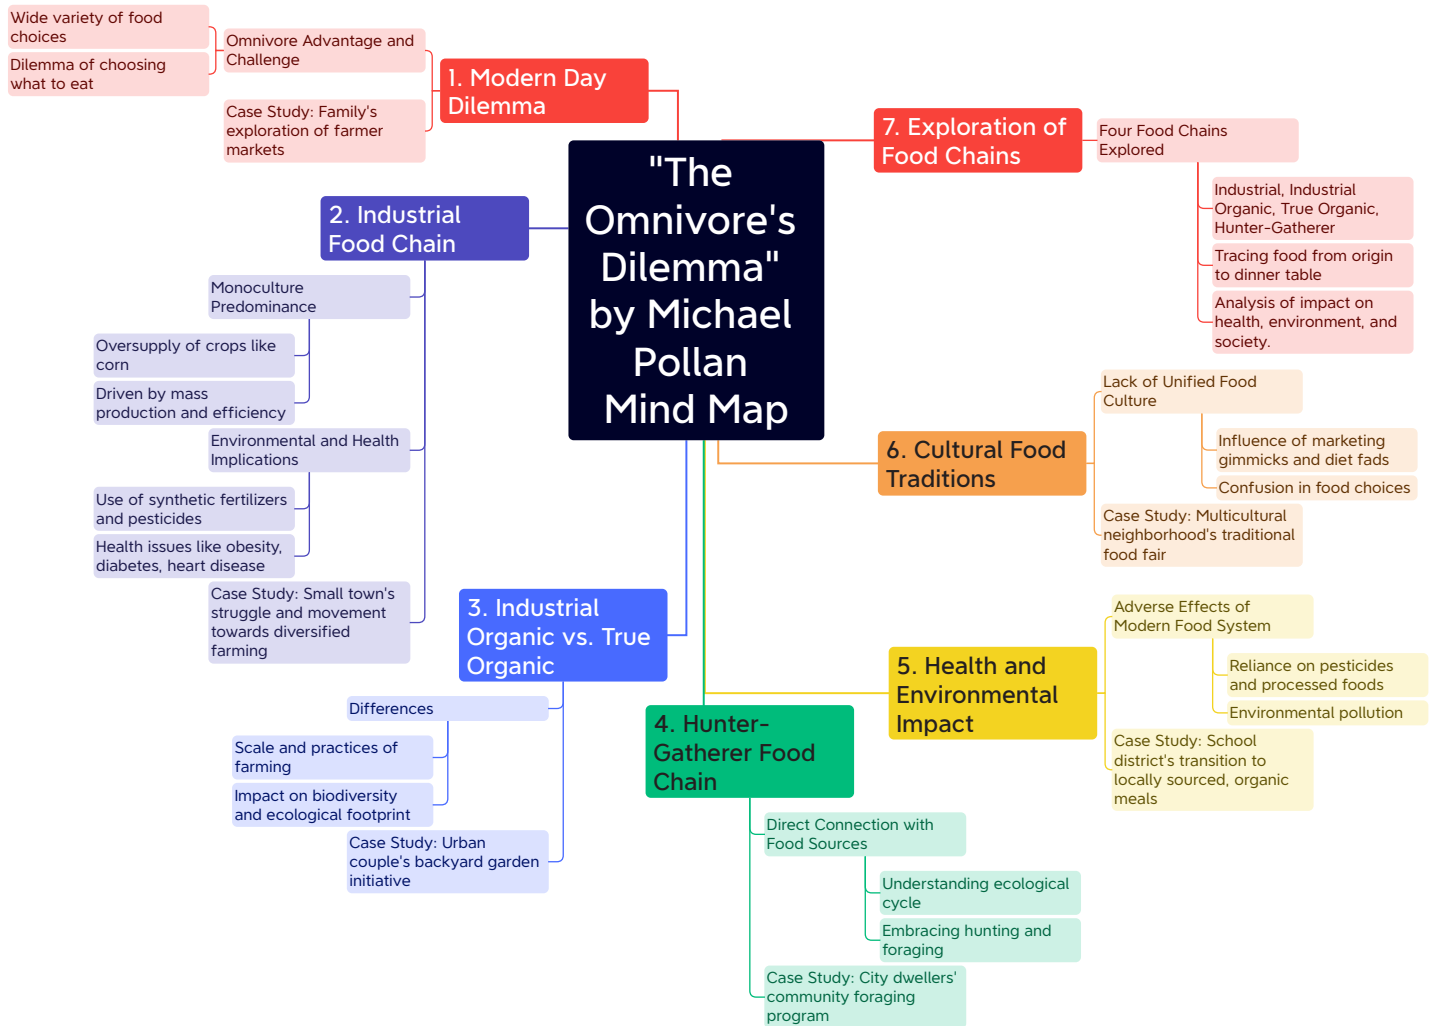 "The
Omnivore's
Dilemma"
by Michael
Pollan
Mind Map
1. Modern Day
Dilemma
Omnivore Advantage and
Challenge
Wide variety of food
choices
Dilemma of choosing
what to eat
Case Study: Family's
exploration of farmer
markets
2. Industrial
Food Chain
Monoculture
Predominance
Oversupply of crops like
corn
Driven by mass
production and efficiency
Environmental and Health
Implications
Use of synthetic fertilizers
and pesticides
Health issues like obesity,
diabetes, heart disease
Case Study: Small town's
struggle and movement
towards diversified
farming
3. Industrial
Organic vs. True
Organic
Differences
Scale and practices of
farming
Impact on biodiversity
and ecological footprint
Case Study: Urban
couple's backyard garden
initiative
4. Hunter-
Gatherer Food
Chain
Direct Connection with
Food Sources
Understanding ecological
cycle
Embracing hunting and
foraging
Case Study: City dwellers'
community foraging
program
5. Health and
Environmental
Impact
Adverse Effects of
Modern Food System
Reliance on pesticides
and processed foods
Environmental pollution
Case Study: School
district's transition to
locally sourced, organic
meals
6. Cultural Food
Traditions
Lack of Unified Food
Culture
Influence of marketing
gimmicks and diet fads
Confusion in food choices
Case Study: Multicultural
neighborhood's traditional
food fair
7. Exploration of
Food Chains
Four Food Chains
Explored
Industrial, Industrial
Organic, True Organic,
Hunter-Gatherer
Tracing food from origin
to dinner table
Analysis of impact on
health, environment, and
society.